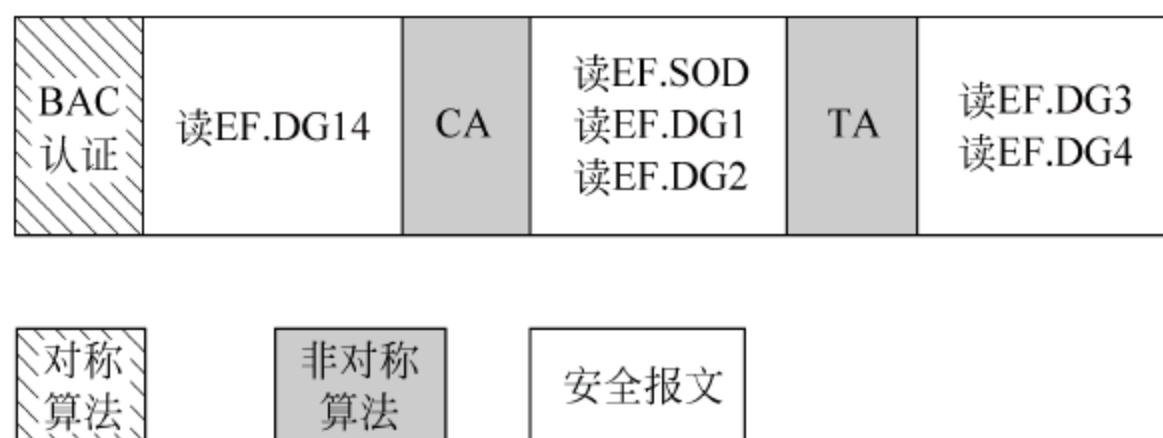 BAC
认证
读EF.DG14
CA
读EF.SOD
读EF.DG1
读EF.DG2
TA
读EF.DG3
读EF.DG4
对称
算法
非对称
算法
安全报文